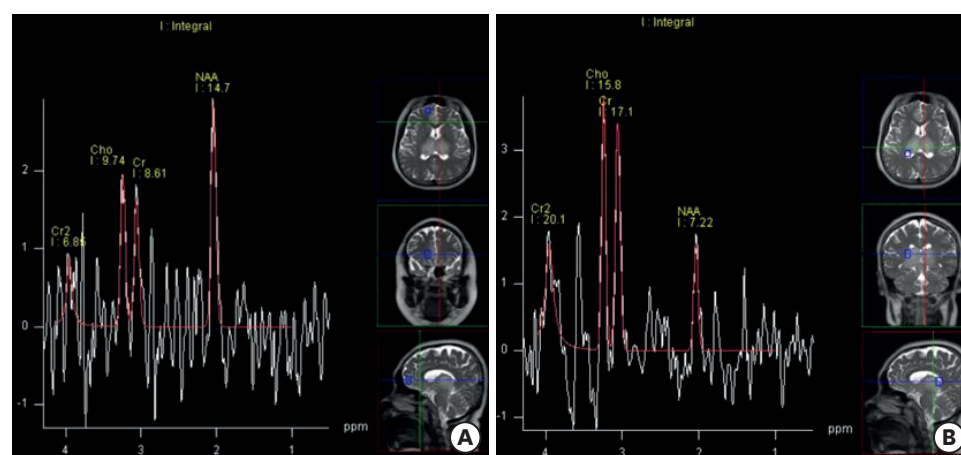 I : Integral
NAA
I : 14.7
Cho
I : 9.74
Cr
I : 8.61
Cr2
I : 6.85
2
1
0
-1
4
3
2
1
ppm
A
I : Integral
Cho
I : 15.8
Cr
I : 17.1
Cr2
I : 20.1
NAA
I : 7.22
3
2
1
0
-1
4
3
2
1
ppm
B